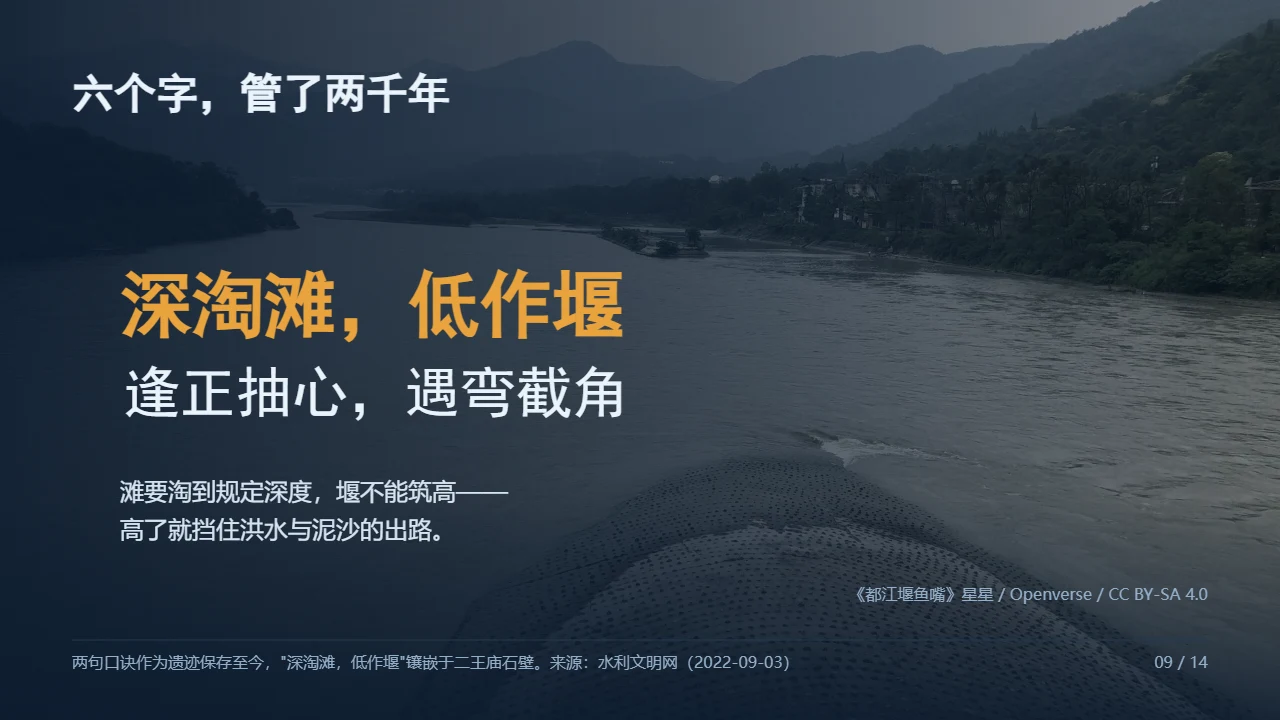 六个字，管了两千年
深淘滩，低作堰
逢正抽心，遇弯截角
滩要淘到规定深度，堰不能筑高——
高了就挡住洪水与泥沙的出路。
《都江堰鱼嘴》星星 / Openverse / CC BY-SA 4.0
两句口诀作为遗迹保存至今，"深淘滩，低作堰"镶嵌于二王庙石壁。来源：水利文明网（2022-09-03）
09 / 14